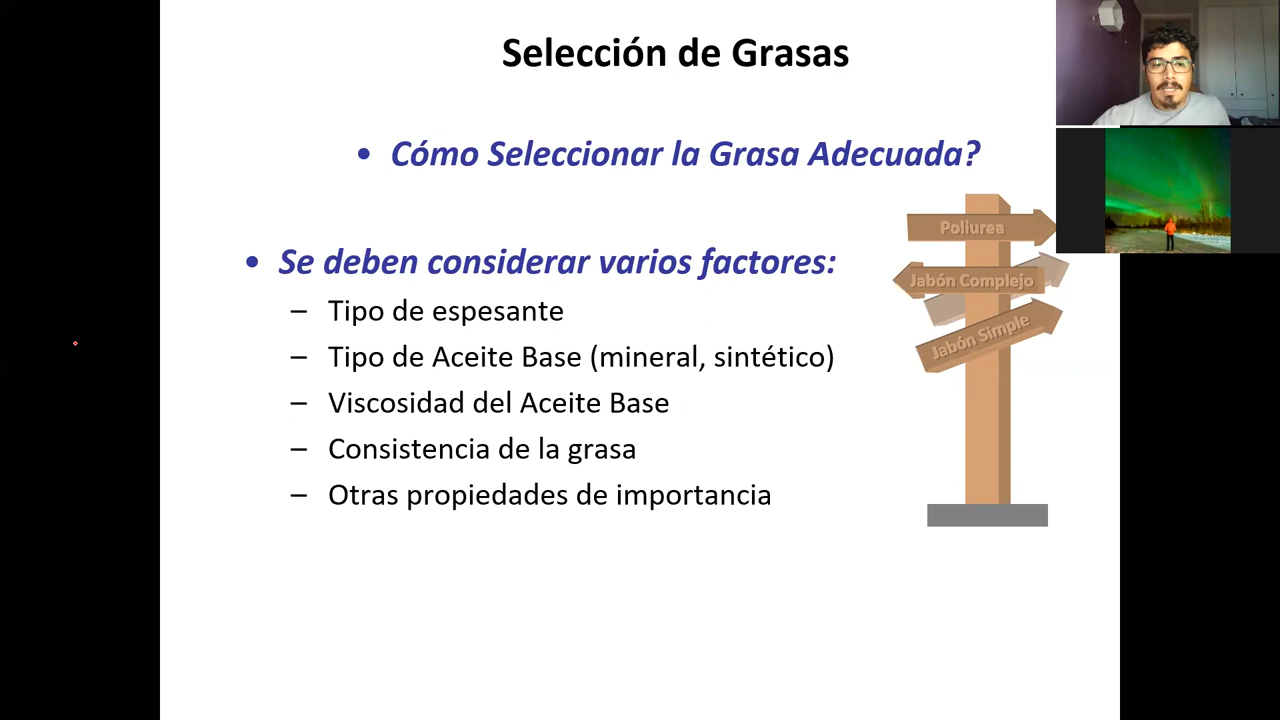 Selección de Grasas
• Cómo Seleccionar la Grasa Adecuada?
• Se deben considerar varios factores:
– Tipo de espesante
– Tipo de Aceite Base (mineral, sintético)
– Viscosidad del Aceite Base
– Consistencia de la grasa
– Otras propiedades de importancia
Poliurea
Jabón Complejo
Jabón Simple